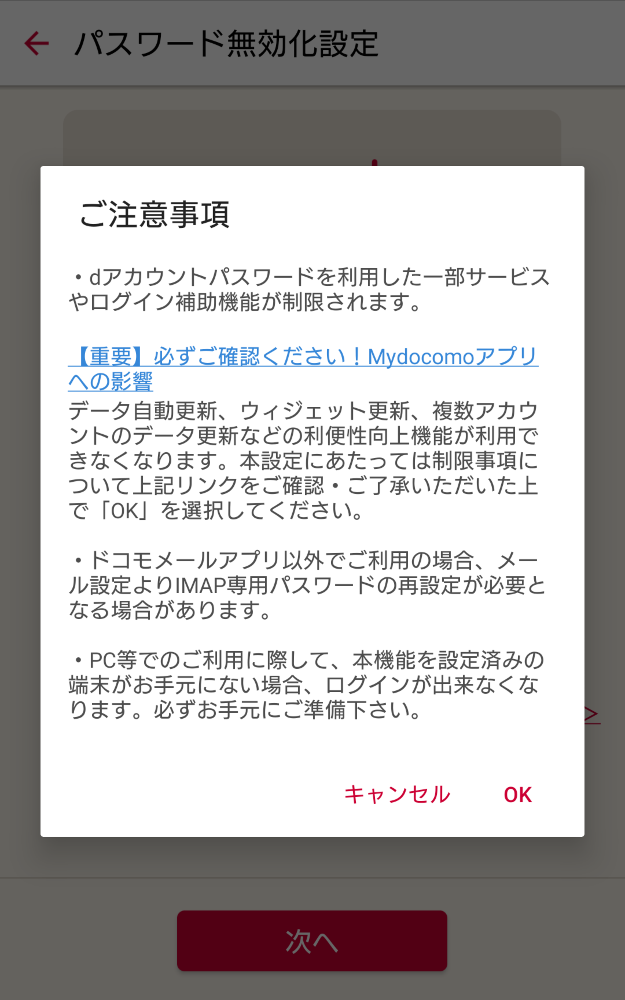 パスワード無効化設定
ご注意事項
・dアカウントパスワードを利用した一部サービス
やログイン補助機能が制限されます。
【重要】必ずご確認ください！Mydocomoアプリ
への影響
データ自動更新、ウィジェット更新、複数アカウ
ントのデータ更新などの利便性向上機能が利用で
きなくなります。本設定にあたっては制限事項に
ついて上記リンクをご確認・ご了承いただいた上
で「OK」を選択してください。
・ドコモメールアプリ以外でご利用の場合、メー
ル設定よりIMAP専用パスワードの再設定が必要と
なる場合があります。
・PC等でのご利用に際して、本機能を設定済みの
端末がお手元にない場合、ログインが出来なくな
ります。必ずお手元にご準備下さい。
>
キャンセル OK
次へ